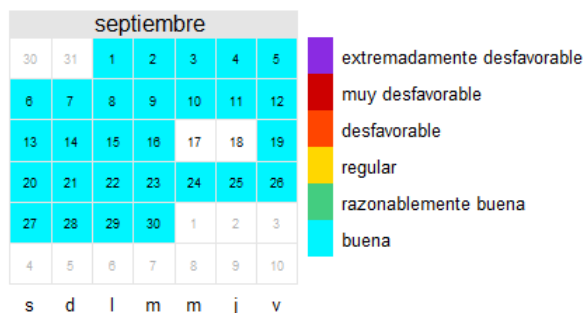 septiembre
30 31 1 2 3 4 5
6 7 8 9 10 11 12
13 14 15 16 17 18 19
20 21 22 23 24 25 26
27 28 29 30 1 2 3
4 5 6 7 8 9 10
s d l m m j v
extremadamente desfavorable
muy desfavorable
desfavorable
regular
razonablemente buena
buena